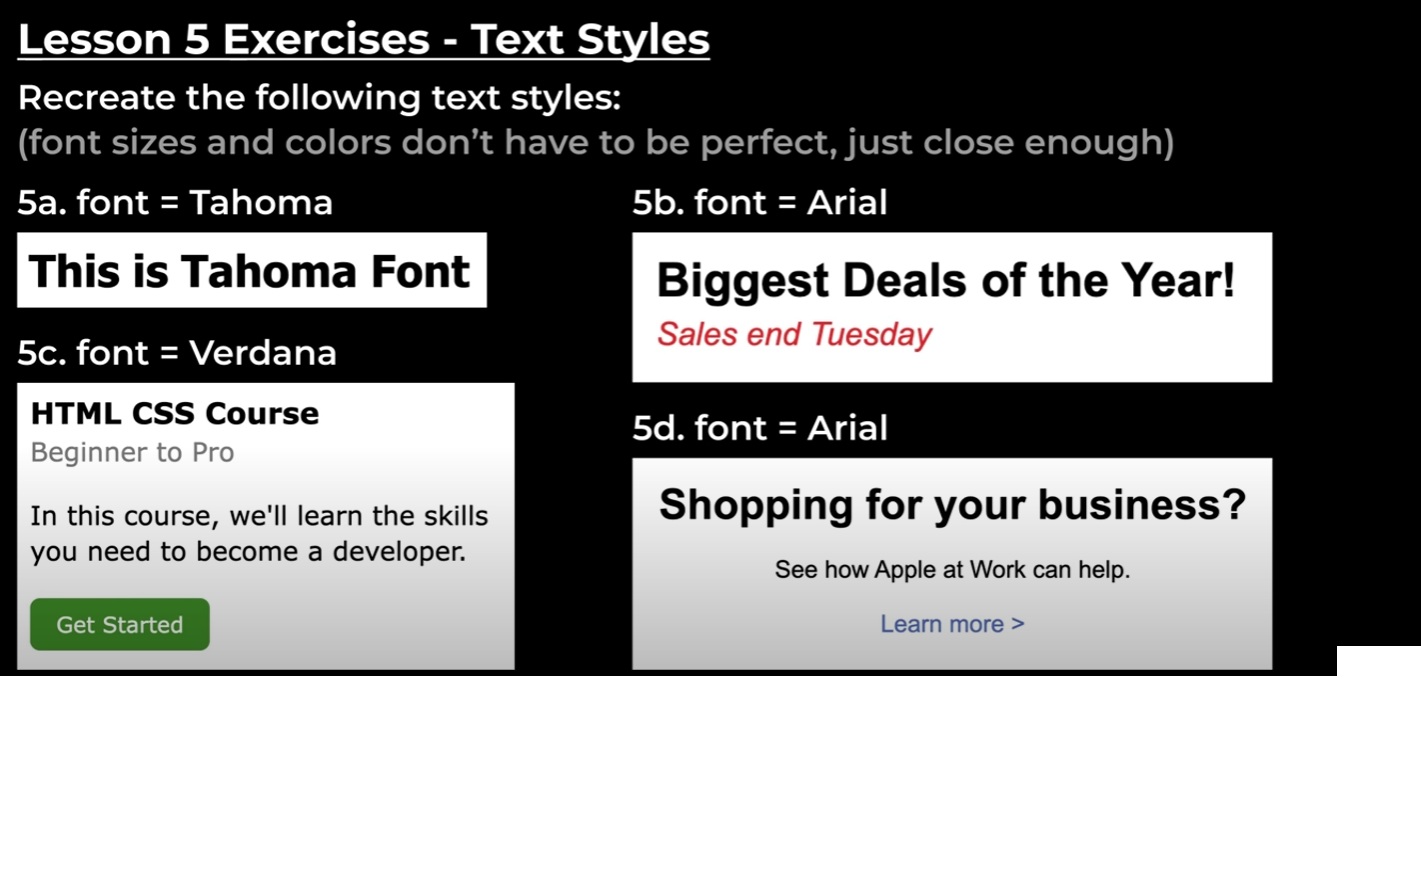 Lesson 5 Exercises - Text Styles
Recreate the following text styles:
(font sizes and colors don’t have to be perfect, just close enough)
5a. font = Tahoma
This is Tahoma Font
5b. font = Arial
Biggest Deals of the Year!
Sales end Tuesday
5c. font = Verdana
HTML CSS Course
Beginner to Pro
In this course, we'll learn the skills
you need to become a developer.
Get Started
5d. font = Arial
Shopping for your business?
See how Apple at Work can help.
Learn more >